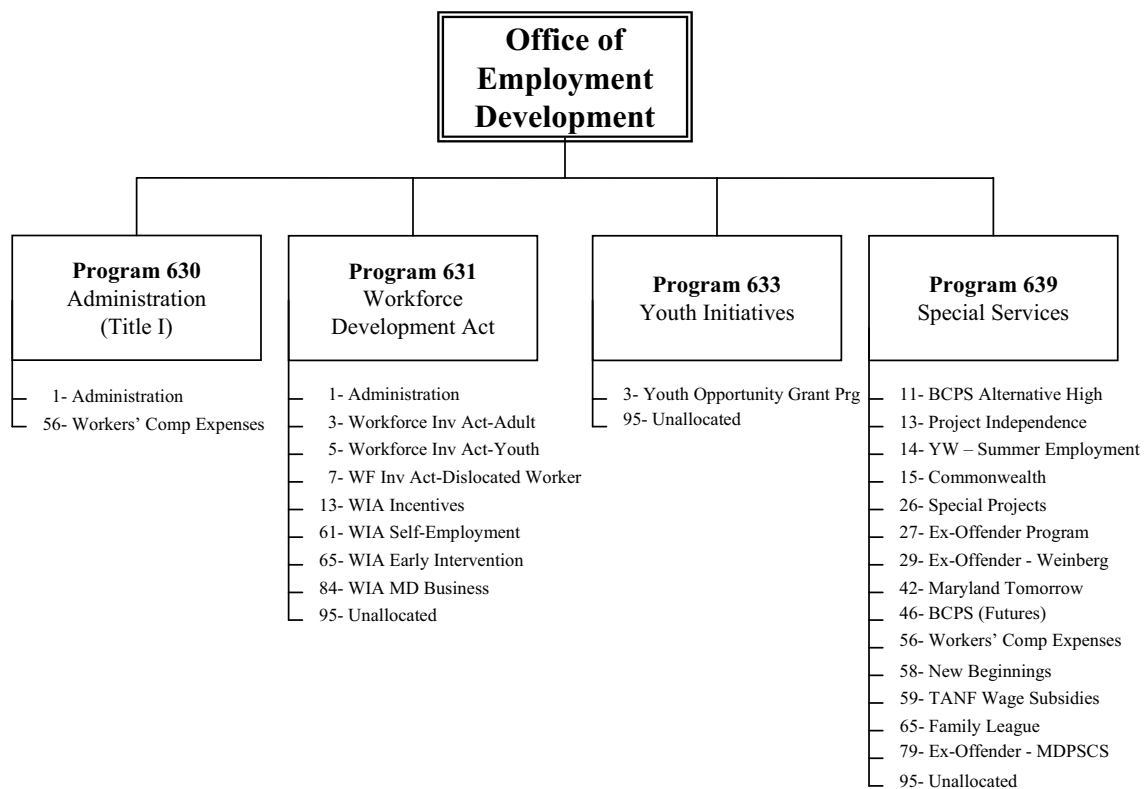 Office of
Employment
Development
Program 630
Administration
(Title I)
1- Administration
56- Workers’ Comp Expenses
Program 631
Workforce
Development Act
1- Administration
3- Workforce Inv Act-Adult
5- Workforce Inv Act-Youth
7- WF Inv Act-Dislocated Worker
13- WIA Incentives
61- WIA Self-Employment
65- WIA Early Intervention
84- WIA MD Business
95- Unallocated
Program 633
Youth Initiatives
3- Youth Opportunity Grant Prg
95- Unallocated
Program 639
Special Services
11- BCPS Alternative High
13- Project Independence
14- YW – Summer Employment
15- Commonwealth
26- Special Projects
27- Ex-Offender Program
29- Ex-Offender - Weinberg
42- Maryland Tomorrow
46- BCPS (Futures)
56- Workers’ Comp Expenses
58- New Beginnings
59- TANF Wage Subsidies
65- Family League
79- Ex-Offender - MDPSCS
95- Unallocated